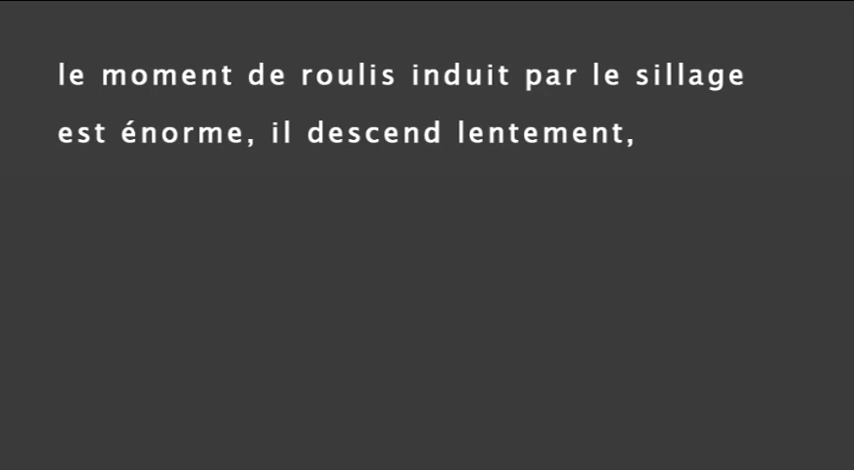 le moment de roulis induit par le sillage
est énorme, il descend lentement,